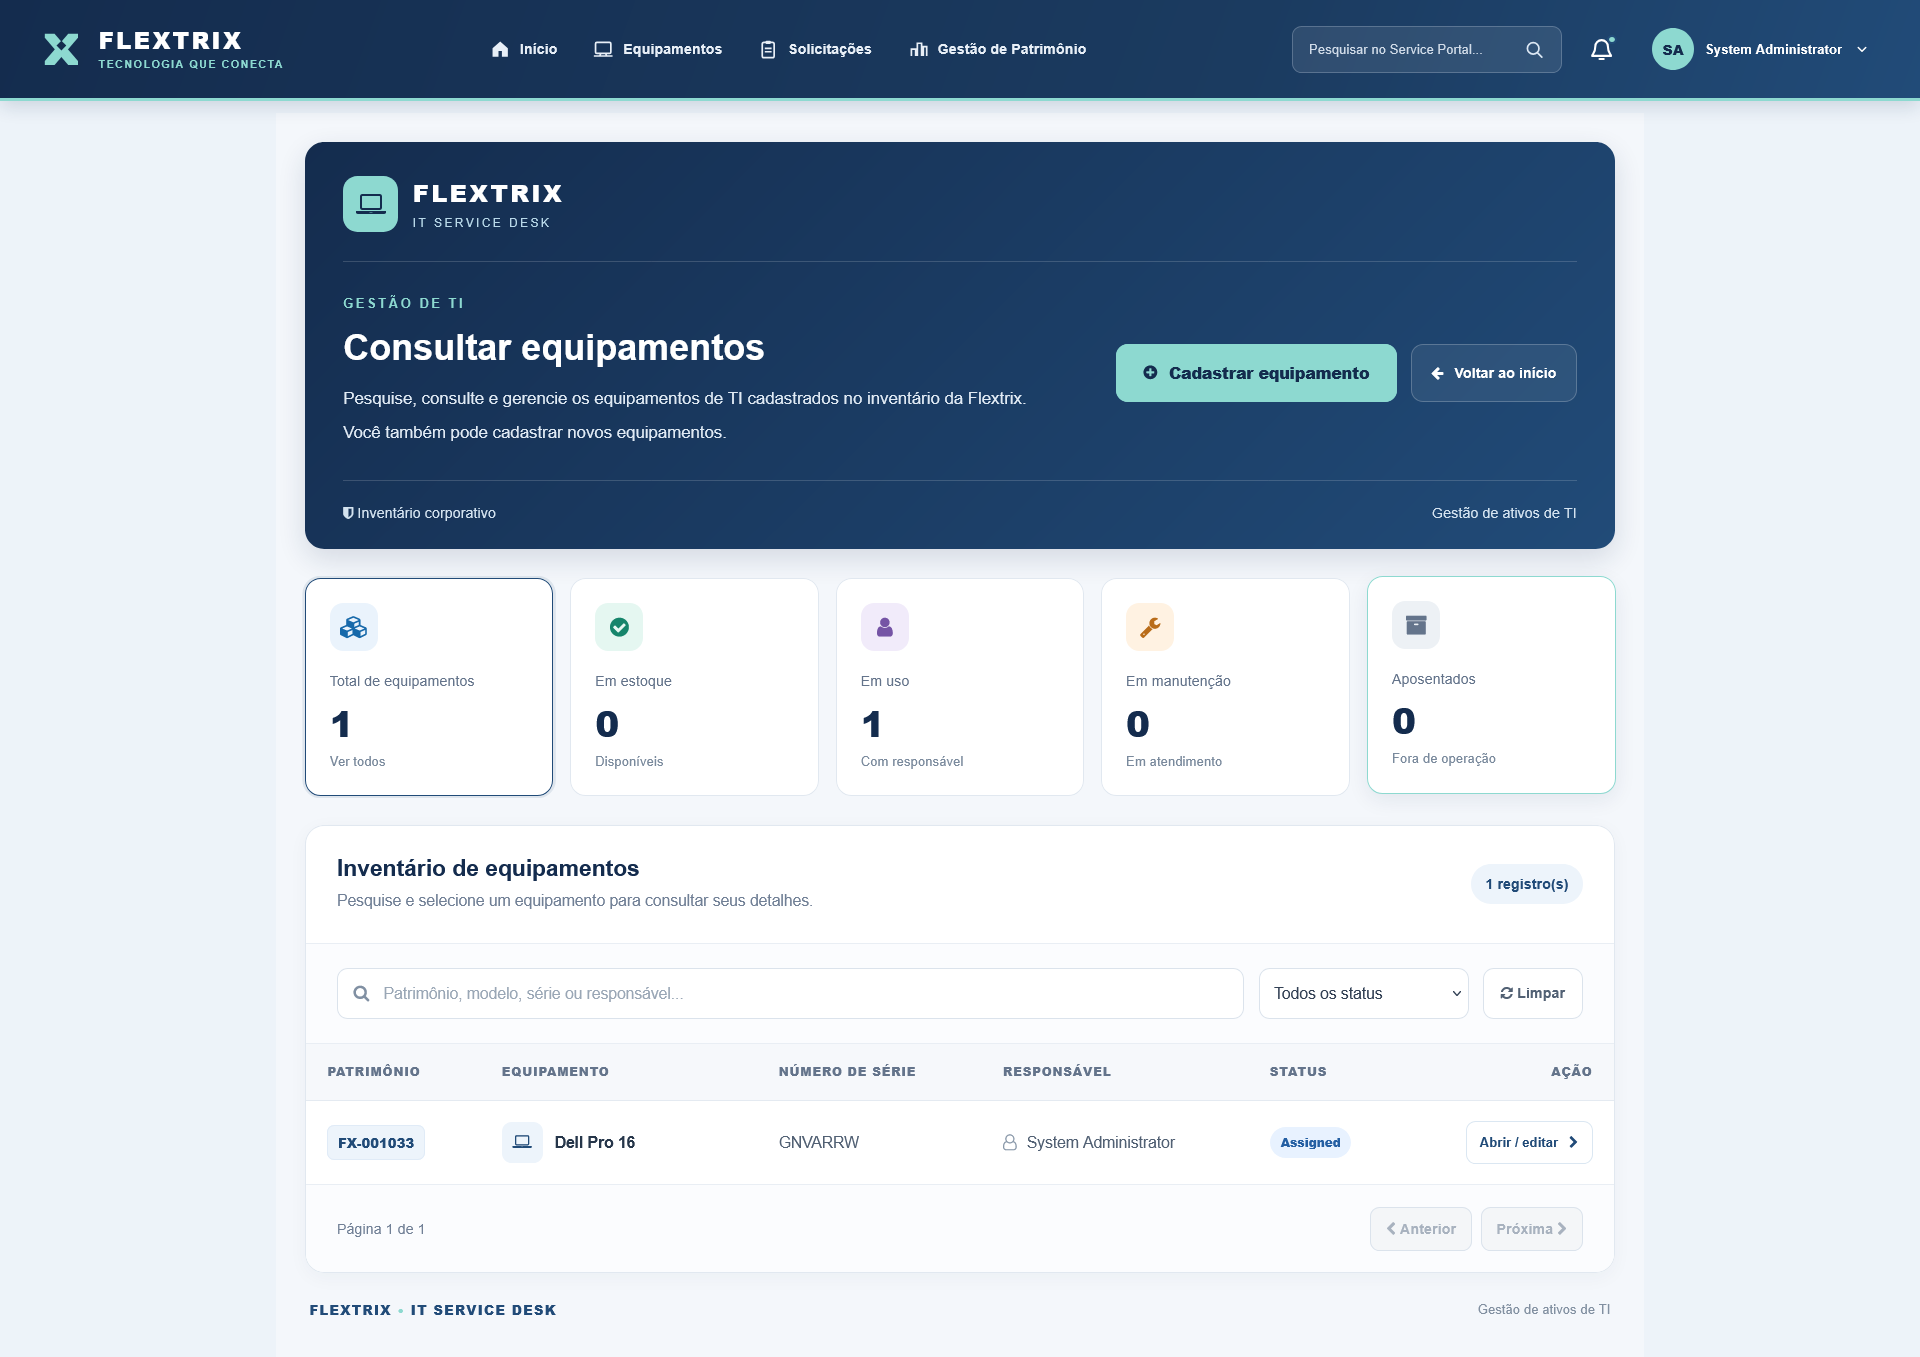 FLEXTRIX
TECNOLOGIA QUE CONECTA
Início
Equipamentos
Solicitações
Gestão de Patrimônio
Pesquisar no Service Portal...
SA
System Administrator
FLEXTRIX
IT SERVICE DESK
GESTÃO DE TI
Consultar equipamentos
Pesquise, consulte e gerencie os equipamentos de TI cadastrados no inventário da Flextrix.
Você também pode cadastrar novos equipamentos.
Cadastrar equipamento
Voltar ao início
Inventário corporativo
Gestão de ativos de TI
Total de equipamentos
1
Ver todos
Em estoque
0
Disponíveis
Em uso
1
Com responsável
Em manutenção
0
Em atendimento
Aposentados
0
Fora de operação
Inventário de equipamentos
Pesquise e selecione um equipamento para consultar seus detalhes.
1 registro(s)
Patrimônio, modelo, série ou responsável...
Todos os status
Limpar
PATRIMÔNIO EQUIPAMENTO NÚMERO DE SÉRIE RESPONSÁVEL STATUS AÇÃO
FX-001033 Dell Pro 16 GNVARRW System Administrator Assigned Abrir / editar
Página 1 de 1
Anterior
Próxima
FLEXTRIX • IT SERVICE DESK
Gestão de ativos de TI